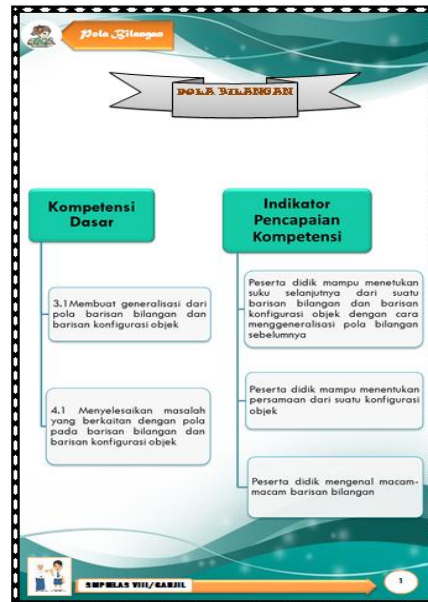 Pola Bilangan
POLA BILANGAN
Kompetensi
Dasar
3.1Membuat generalisasi dari
pola barisan bilangan dan
barisan konfigurasi objek
4.1 Menyelesaikan masalah
yang berkaitan dengan pola
pada barisan bilangan dan
barisan konfigurasi objek
Indikator
Pencapaian
Kompetensi
Peserta didik mampu menetukan
suku selanjutnya dari suatu
barisan bilangan dan barisan
konfigurasi objek dengan cara
menggeneralisasi pola bilangan
sebelumnya
Peserta didik mampu menentukan
persamaan dari suatu konfigurasi
objek
Peserta didik mengenal macam-
macam barisan bilangan
SMP KELAS VIII/GANJIL
1